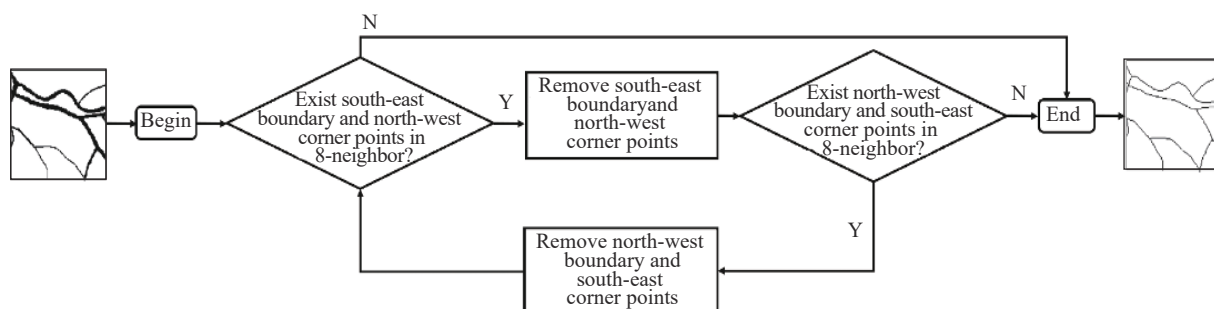 N
Begin
Exist south-east
boundary and north-west
corner points in
8-neighbor?
Y
Remove south-east
boundaryand
north-west
corner points
Exist north-west
boundary and south-east
corner points in
8-neighbor?
N
End
Y
Remove north-west
boundary and
south-east
corner points